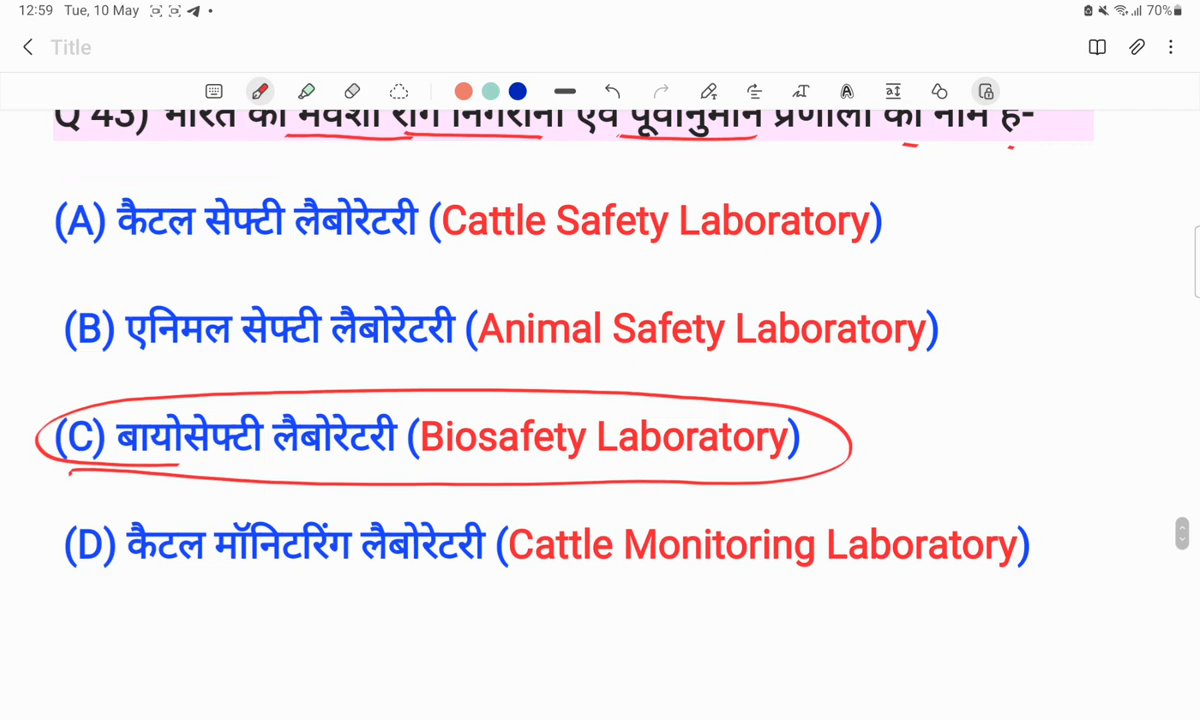 12:59 Tue, 10 May 70%
Title
Q 43) भारत की मवेशी रोग निगरानी एवं पूर्वानुमान प्रणाली का नाम है-
(A) कैटल सेफ्टी लैबोरेटरी (Cattle Safety Laboratory)
(B) एनिमल सेफ्टी लैबोरेटरी (Animal Safety Laboratory)
(C) बायोसेफ्टी लैबोरेटरी (Biosafety Laboratory)
(D) कैटल मॉनिटरिंग लैबोरेटरी (Cattle Monitoring Laboratory)